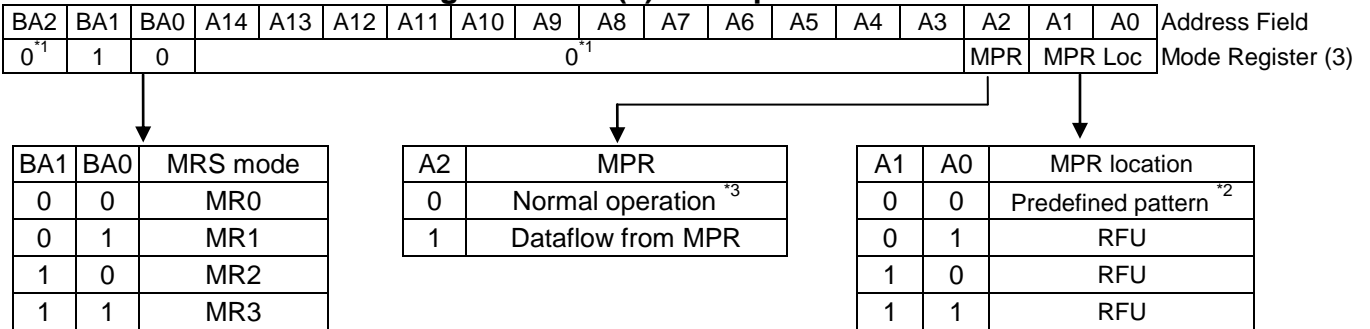 BA2 BA1 BA0 A14 A13 A12 A11 A10 A9 A8 A7 A6 A5 A4 A3 A2 A1 A0 Address Field
0*1 1 0 0*1 MPR MPR Loc Mode Register (3)
BA1 BA0 MRS mode A2 MPR A1 A0 MPR location
0 0 MR0 0 Normal operation *3 0 0 Predefined pattern *2
0 1 MR1 1 Dataflow from MPR 0 1 RFU
1 0 MR2 1 0 RFU
1 1 MR3 1 1 RFU